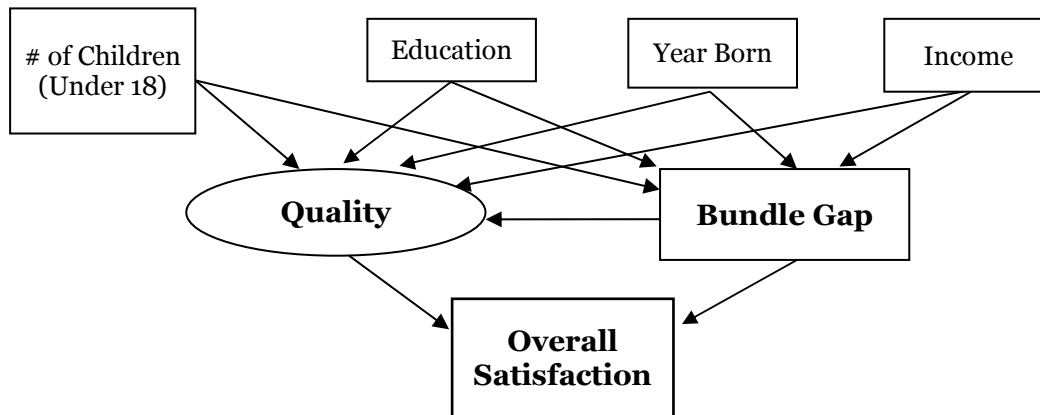 # of Children
(Under 18)
Education
Year Born
Income
Quality
Bundle Gap
Overall
Satisfaction